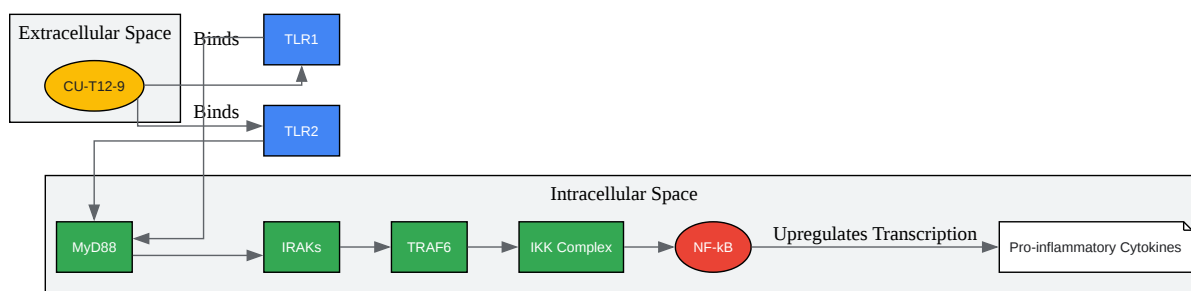 Extracellular Space
Binds
TLR1
CU-T12-9
Binds
TLR2
Intracellular Space
MyD88
IRAKs
TRAF6
IKK Complex
NF-kB
Upregulates Transcription
Pro-inflammatory Cytokines